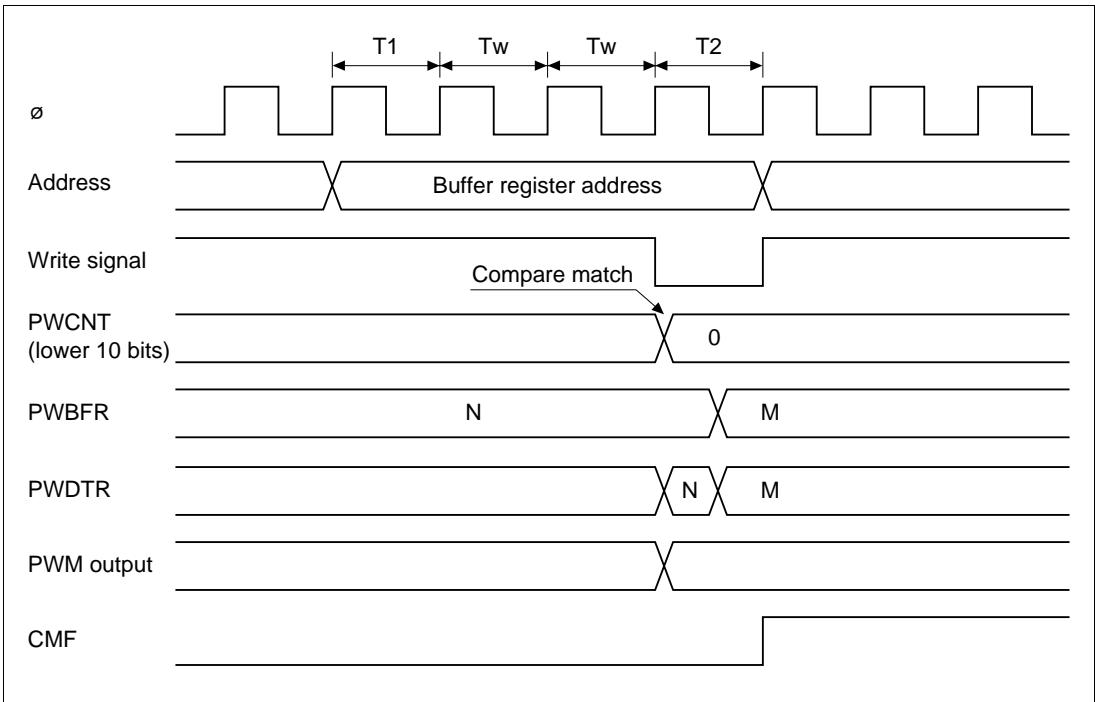 T1 Tw Tw T2
ø
Address Buffer register address
Write signal
Compare match
PWCNT
(lower 10 bits) 0
PWBFR N M
PWDTR N M
PWM output
CMF